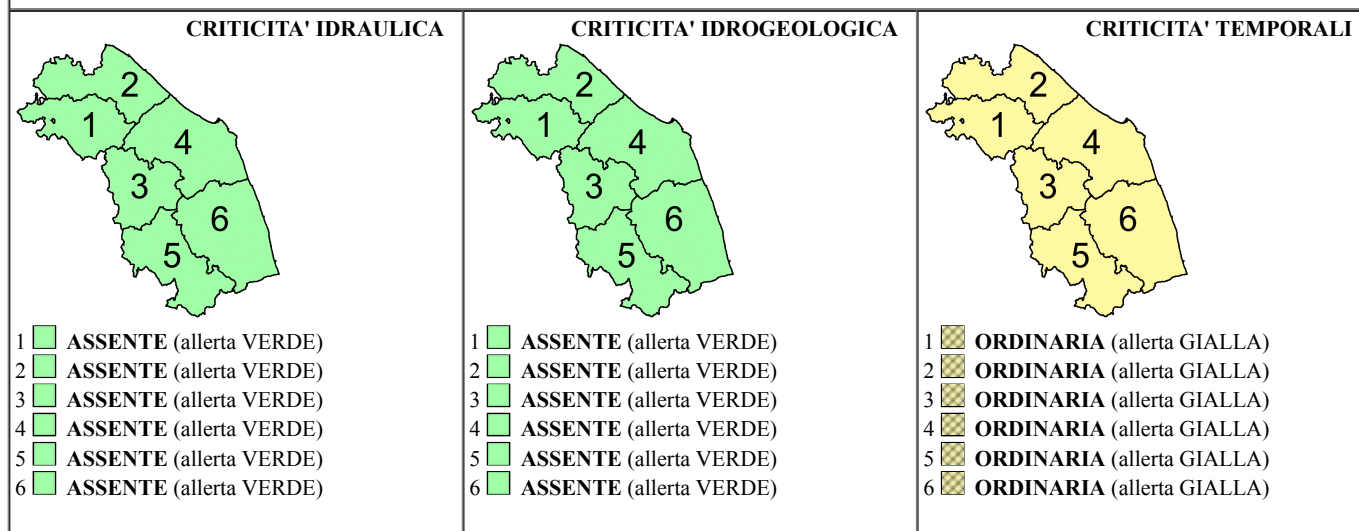 CRITICITA' IDRAULICA
2
1
4
3
6
5
1 ASSENTE (allerta VERDE)
2 ASSENTE (allerta VERDE)
3 ASSENTE (allerta VERDE)
4 ASSENTE (allerta VERDE)
5 ASSENTE (allerta VERDE)
6 ASSENTE (allerta VERDE)
CRITICITA' IDROGEOLOGICA
2
1
4
3
6
5
1 ASSENTE (allerta VERDE)
2 ASSENTE (allerta VERDE)
3 ASSENTE (allerta VERDE)
4 ASSENTE (allerta VERDE)
5 ASSENTE (allerta VERDE)
6 ASSENTE (allerta VERDE)
CRITICITA' TEMPORALI
2
1
4
3
6
5
1 ORDINARIA (allerta GIALLA)
2 ORDINARIA (allerta GIALLA)
3 ORDINARIA (allerta GIALLA)
4 ORDINARIA (allerta GIALLA)
5 ORDINARIA (allerta GIALLA)
6 ORDINARIA (allerta GIALLA)